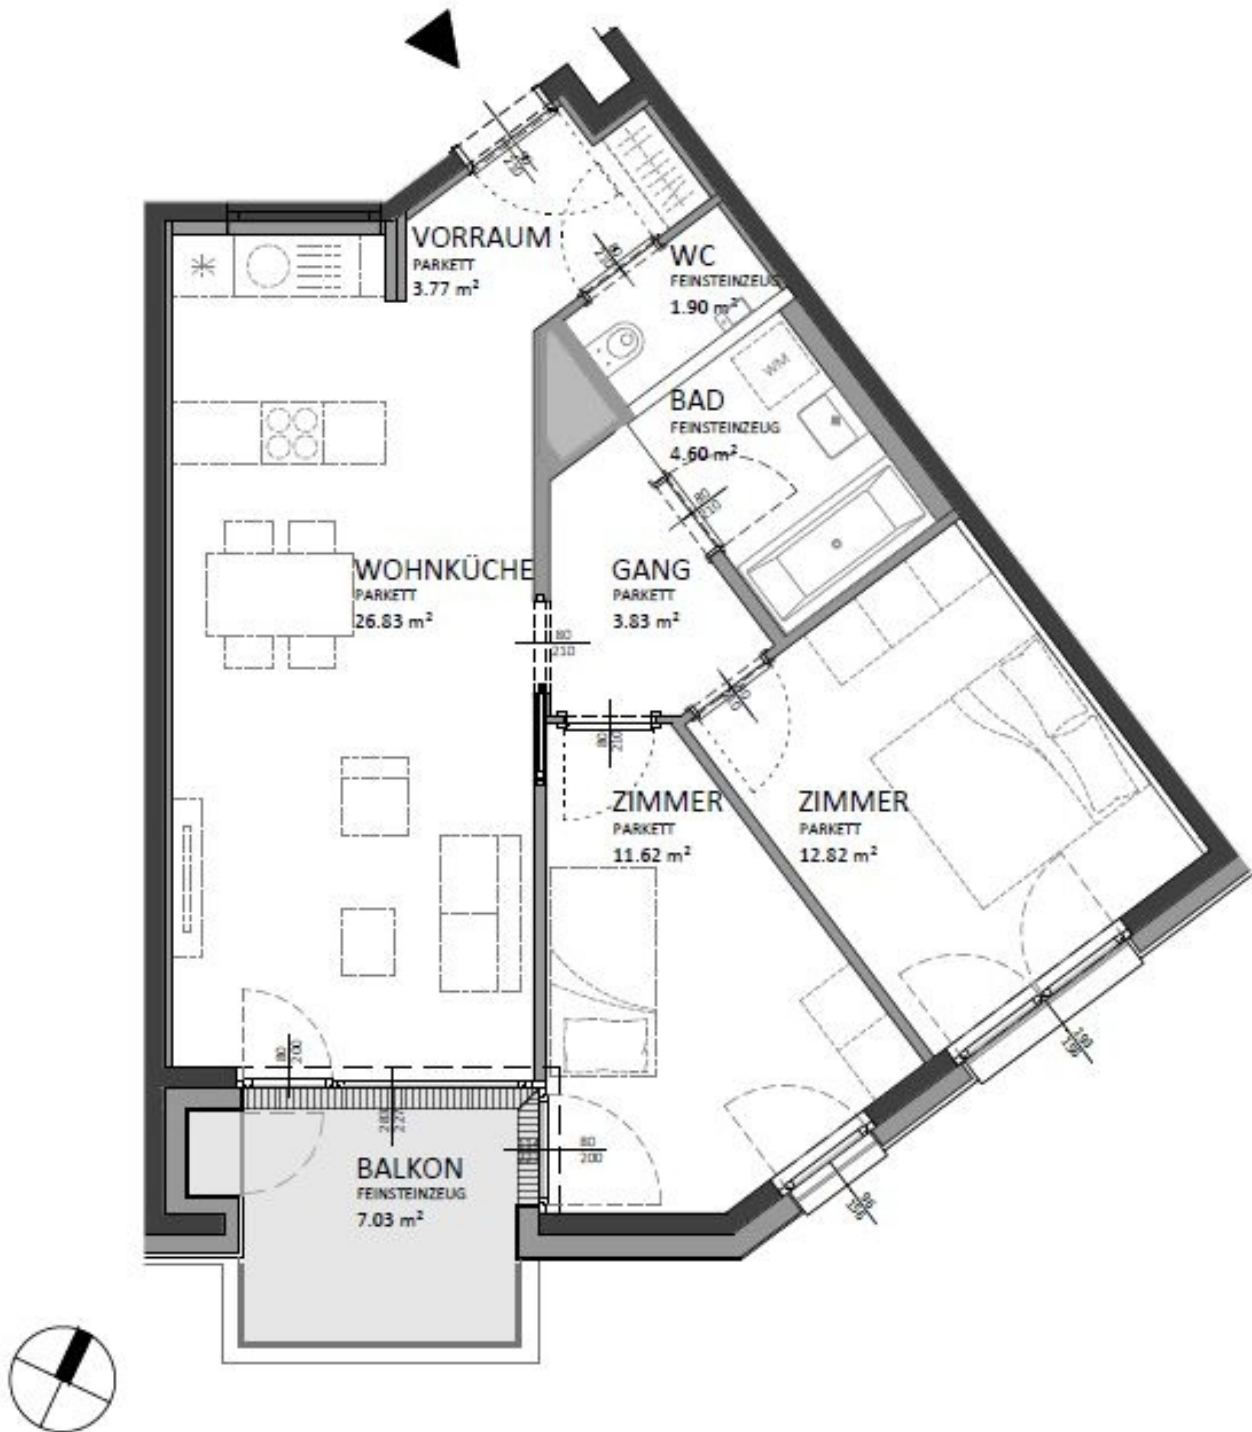 VORRAUM
PARKETT
3.77 m²
WC
FEINSTEINZEUG
1.90 m²
WM
BAD
FEINSTEINZEUG
4.60 m²
80
210
WOHNKÜCHE
PARKETT
26.83 m²
GANG
PARKETT
3.83 m²
80
210
80
210
ZIMMER
PARKETT
11.62 m²
ZIMMER
PARKETT
12.82 m²
80
200
80
200
BALKON
FEINSTEINZEUG
7.03 m²